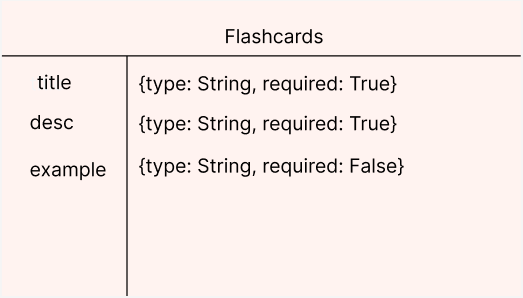 Flashcards
title {type: String, required: True}
desc {type: String, required: True}
example {type: String, required: False}